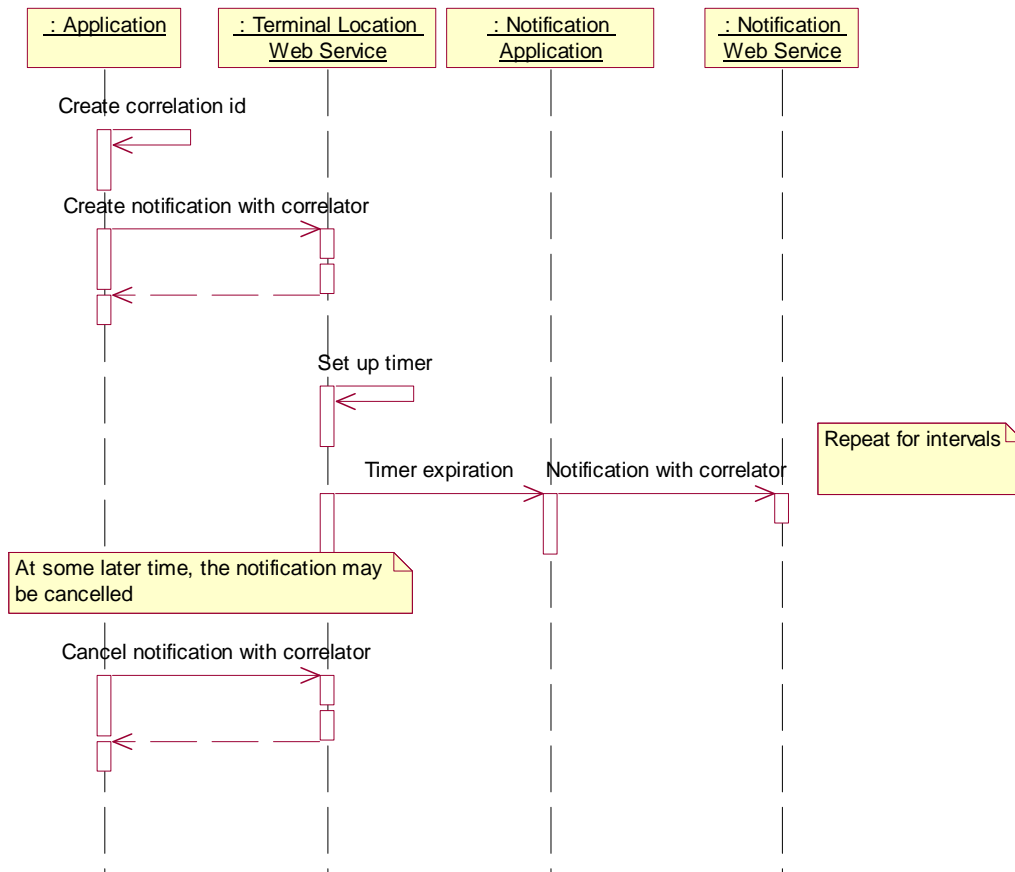 : Application
: Terminal Location
Web Service
: Notification
Application
: Notification
Web Service
Create correlation id
Create notification with correlator
Set up timer
Repeat for intervals
Timer expiration
Notification with correlator
At some later time, the notification may
be cancelled
Cancel notification with correlator